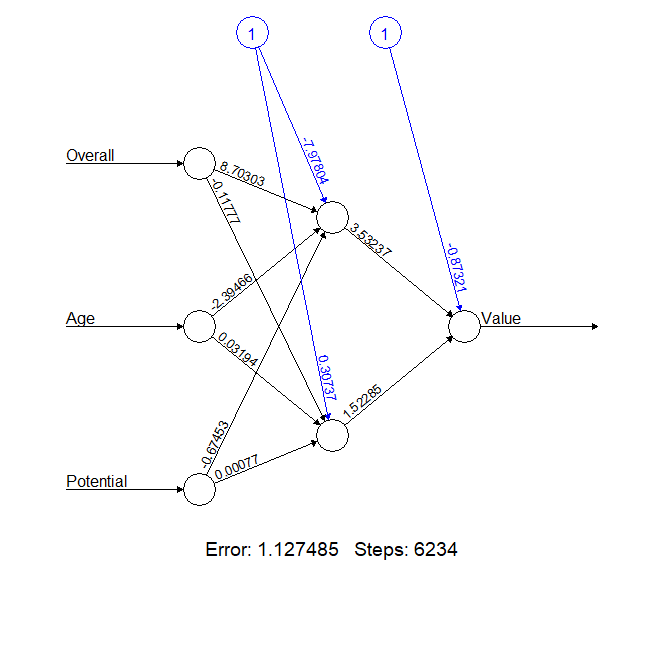 1
1
-7.97804
Overall
8.70303
-0.11777
3.53237
-0.87321
-2.39466
Age
Value
0.03194
0.30737
1.52285
-0.67453
0.00077
Potential
Error: 1.127485 Steps: 6234